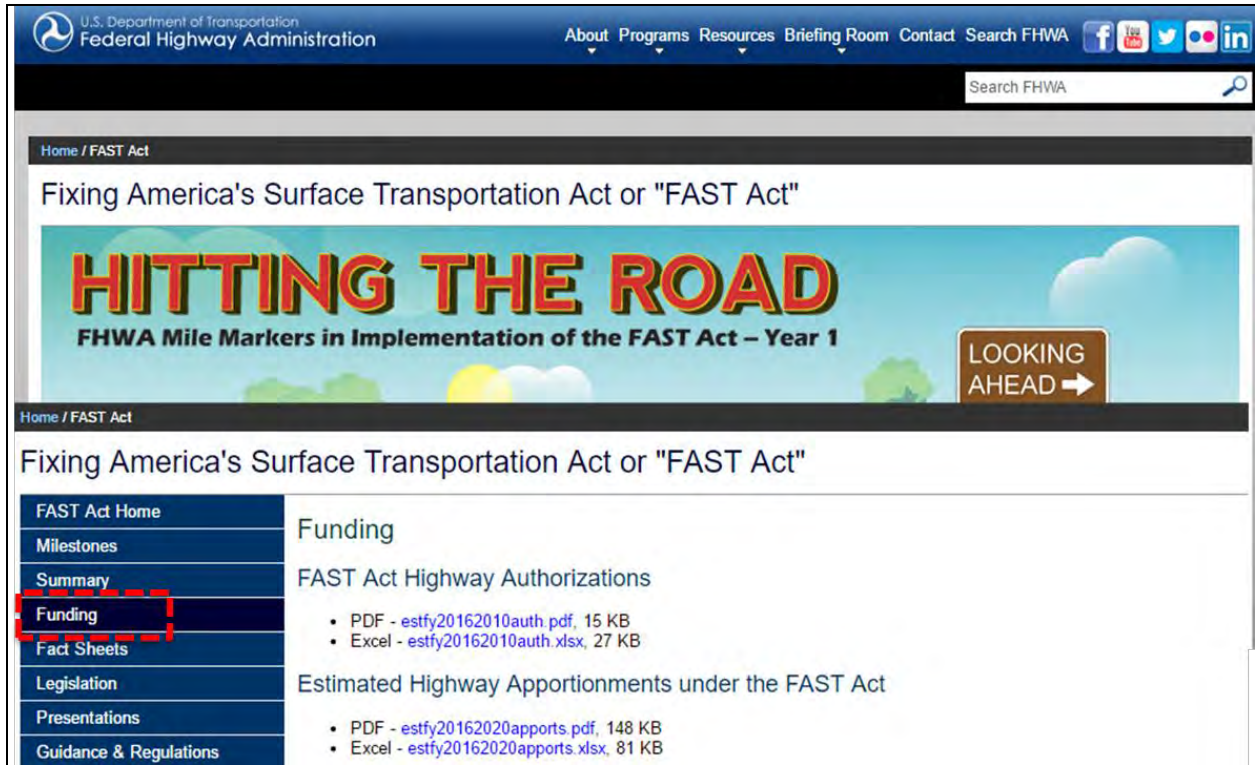 U.S. Department of Transportation
Federal Highway Administration
About Programs Resources Briefing Room Contact Search FHWA
f You Tube in
Search FHWA
Home / FAST Act
Fixing America's Surface Transportation Act or "FAST Act"
HITTING THE ROAD
FHWA Mile Markers in Implementation of the FAST Act – Year 1
LOOKING
AHEAD
Home / FAST Act
Fixing America's Surface Transportation Act or "FAST Act"
FAST Act Home
Milestones
Summary
Funding
Fact Sheets
Legislation
Presentations
Guidance & Regulations
Funding
FAST Act Highway Authorizations
• PDF - estfy20162010auth.pdf, 15 KB
• Excel - estfy20162010auth.xlsx, 27 KB
Estimated Highway Apportionments under the FAST Act
• PDF - estfy20162020apports.pdf, 148 KB
• Excel - estfy20162020apports.xlsx, 81 KB